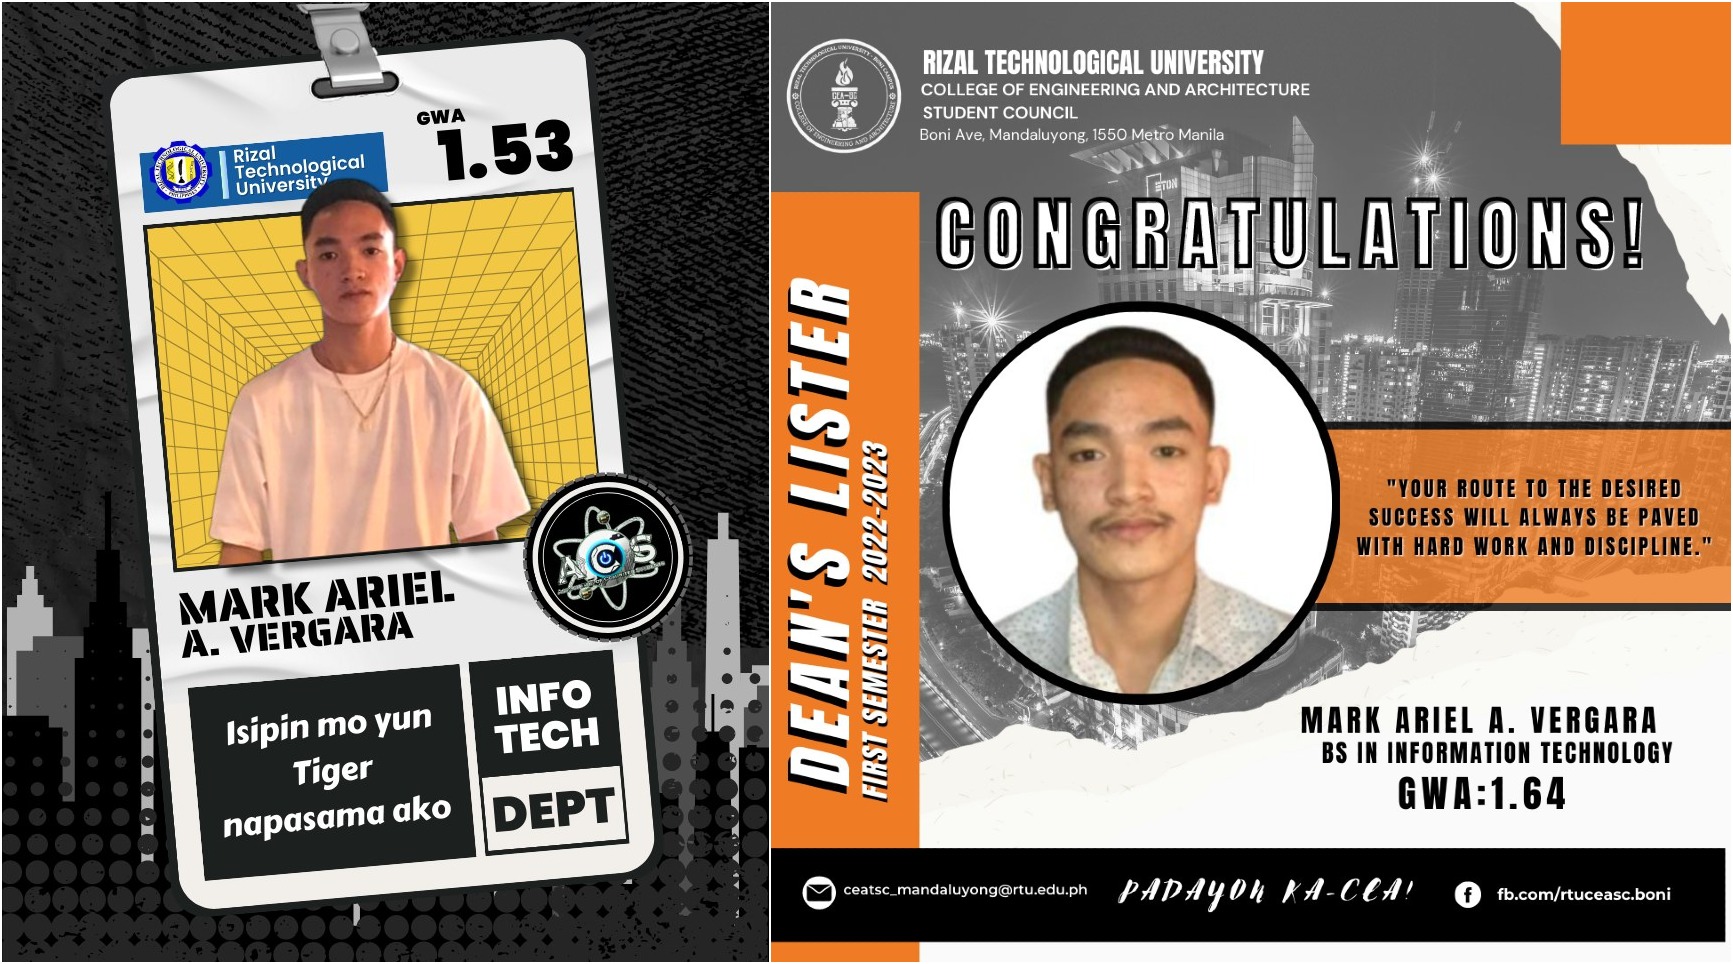 GWA
1.53
Rizal
Technological
University
MARK ARIEL
A. VERGARA
Isipin mo yun
Tiger
napasama ako
INFO
TECH
DEPT
RIZAL TECHNOLOGICAL UNIVERSITY
COLLEGE OF ENGINEERING AND ARCHITECTURE
STUDENT COUNCIL
Boni Ave, Mandaluyong, 1550 Metro Manila
ETON
CONGRATULATIONS!
DEAN'S LISTER
FIRST SEMESTER 2022-2023
"YOUR ROUTE TO THE DESIRED
SUCCESS WILL ALWAYS BE PAVED
WITH HARD WORK AND DISCIPLINE."
MARK ARIEL A. VERGARA
BS IN INFORMATION TECHNOLOGY
GWA:1.64
ceatsc_mandaluyong@rtu.edu.ph
PADAYON KA-CEA!
fb.com/rtuceasc.boni